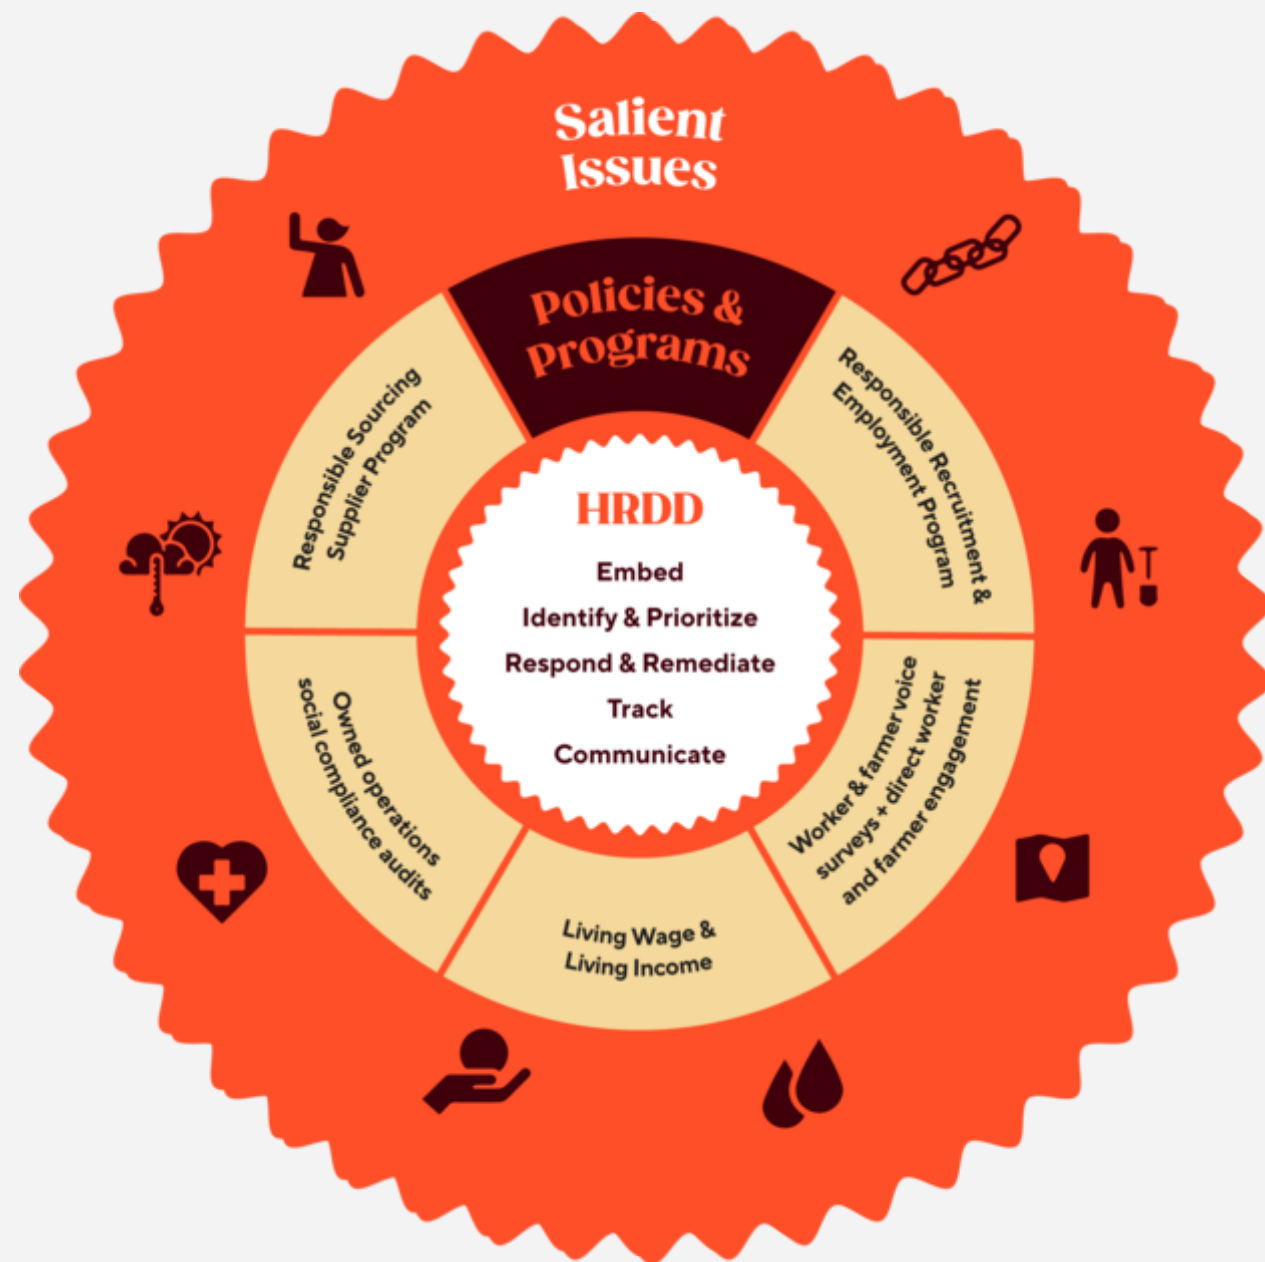 Salient
Issues
Policies &
Programs
Responsible Recruitment &
Employment Program
Worker & farmer voice
surveys + direct worker
and farmer engagement
Living Wage &
Living Income
Owned operations
social compliance audits
Responsible Sourcing
Supplier Program
HRDD
Embed
Identify & Prioritize
Respond & Remediate
Track
Communicate